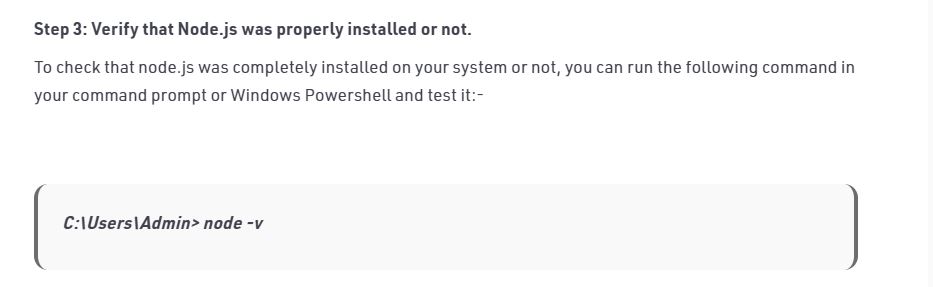 Step 3: Verify that Node.js was properly installed or not.
To check that node.js was completely installed on your system or not, you can run the following command in
your command prompt or Windows Powershell and test it:-
C:\Users\Admin> node -v